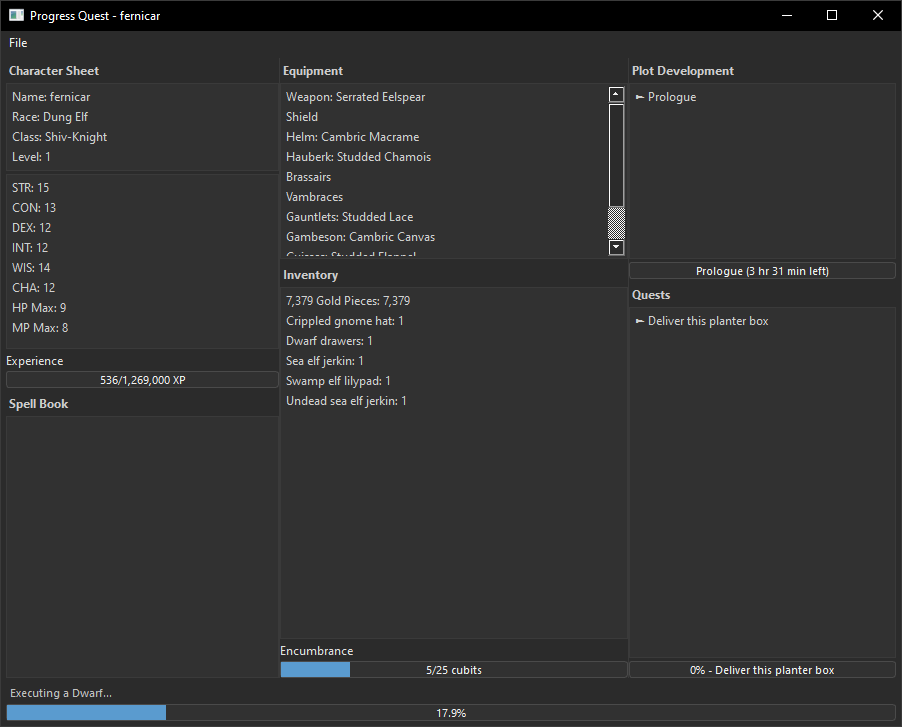 Progress Quest - fernicar
File
Character Sheet
Name: fernicar
Race: Dung Elf
Class: Shiv-Knight
Level: 1
STR: 15
CON: 13
DEX: 12
INT: 12
WIS: 14
CHA: 12
HP Max: 9
MP Max: 8
Experience
536/1,269,000 XP
Spell Book
Equipment
Weapon: Serrated Eelspear
Shield
Helm: Cambric Macrame
Hauberk: Studded Chamois
Brassairs
Vambraces
Gauntlets: Studded Lace
Gambeson: Cambric Canvas
Cuisses: Studded Flannel
Inventory
7,379 Gold Pieces: 7,379
Crippled gnome hat: 1
Dwarf drawers: 1
Sea elf jerkin: 1
Swamp elf lilypad: 1
Undead sea elf jerkin: 1
Encumbrance
5/25 cubits
Plot Development
Prologue
Prologue (3 hr 31 min left)
Quests
Deliver this planter box
0% - Deliver this planter box
Executing a Dwarf...
17.9%